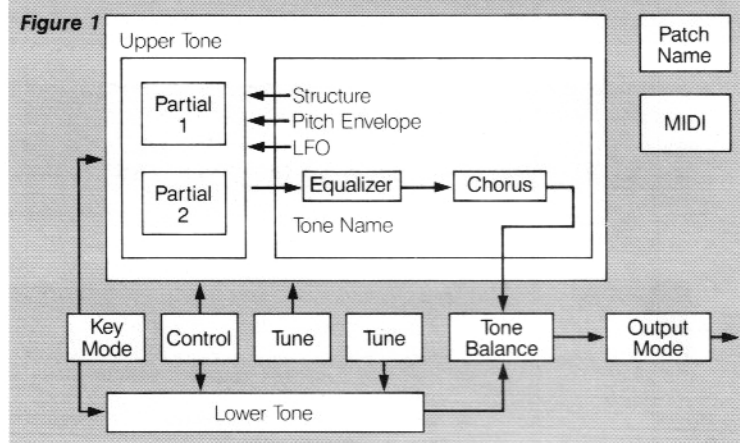 Figure 1
Upper Tone
Partial
1
Partial
2
Structure
Pitch Envelope
LFO
Equalizer
Chorus
Tone Name
Patch
Name
MIDI
Key
Mode
Control
Tune
Tune
Tone
Balance
Output
Mode
Lower Tone